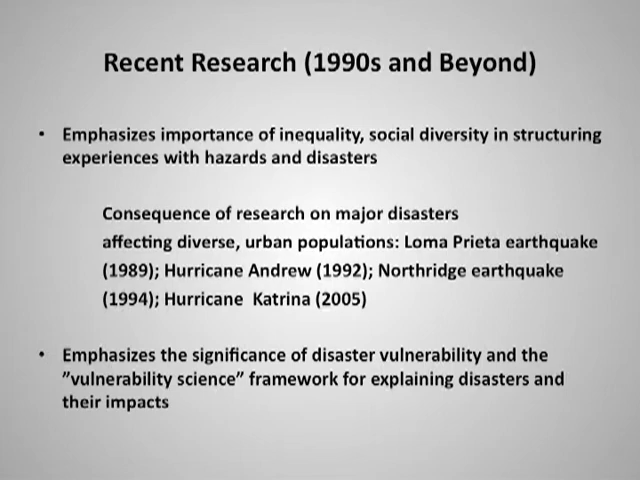 Recent Research (1990s and Beyond)
• Emphasizes importance of inequality, social diversity in structuring
experiences with hazards and disasters
Consequence of research on major disasters
affecting diverse, urban populations: Loma Prieta earthquake
(1989); Hurricane Andrew (1992); Northridge earthquake
(1994); Hurricane  Katrina (2005)
• Emphasizes the significance of disaster vulnerability and the
”vulnerability science” framework for explaining disasters and
their impacts